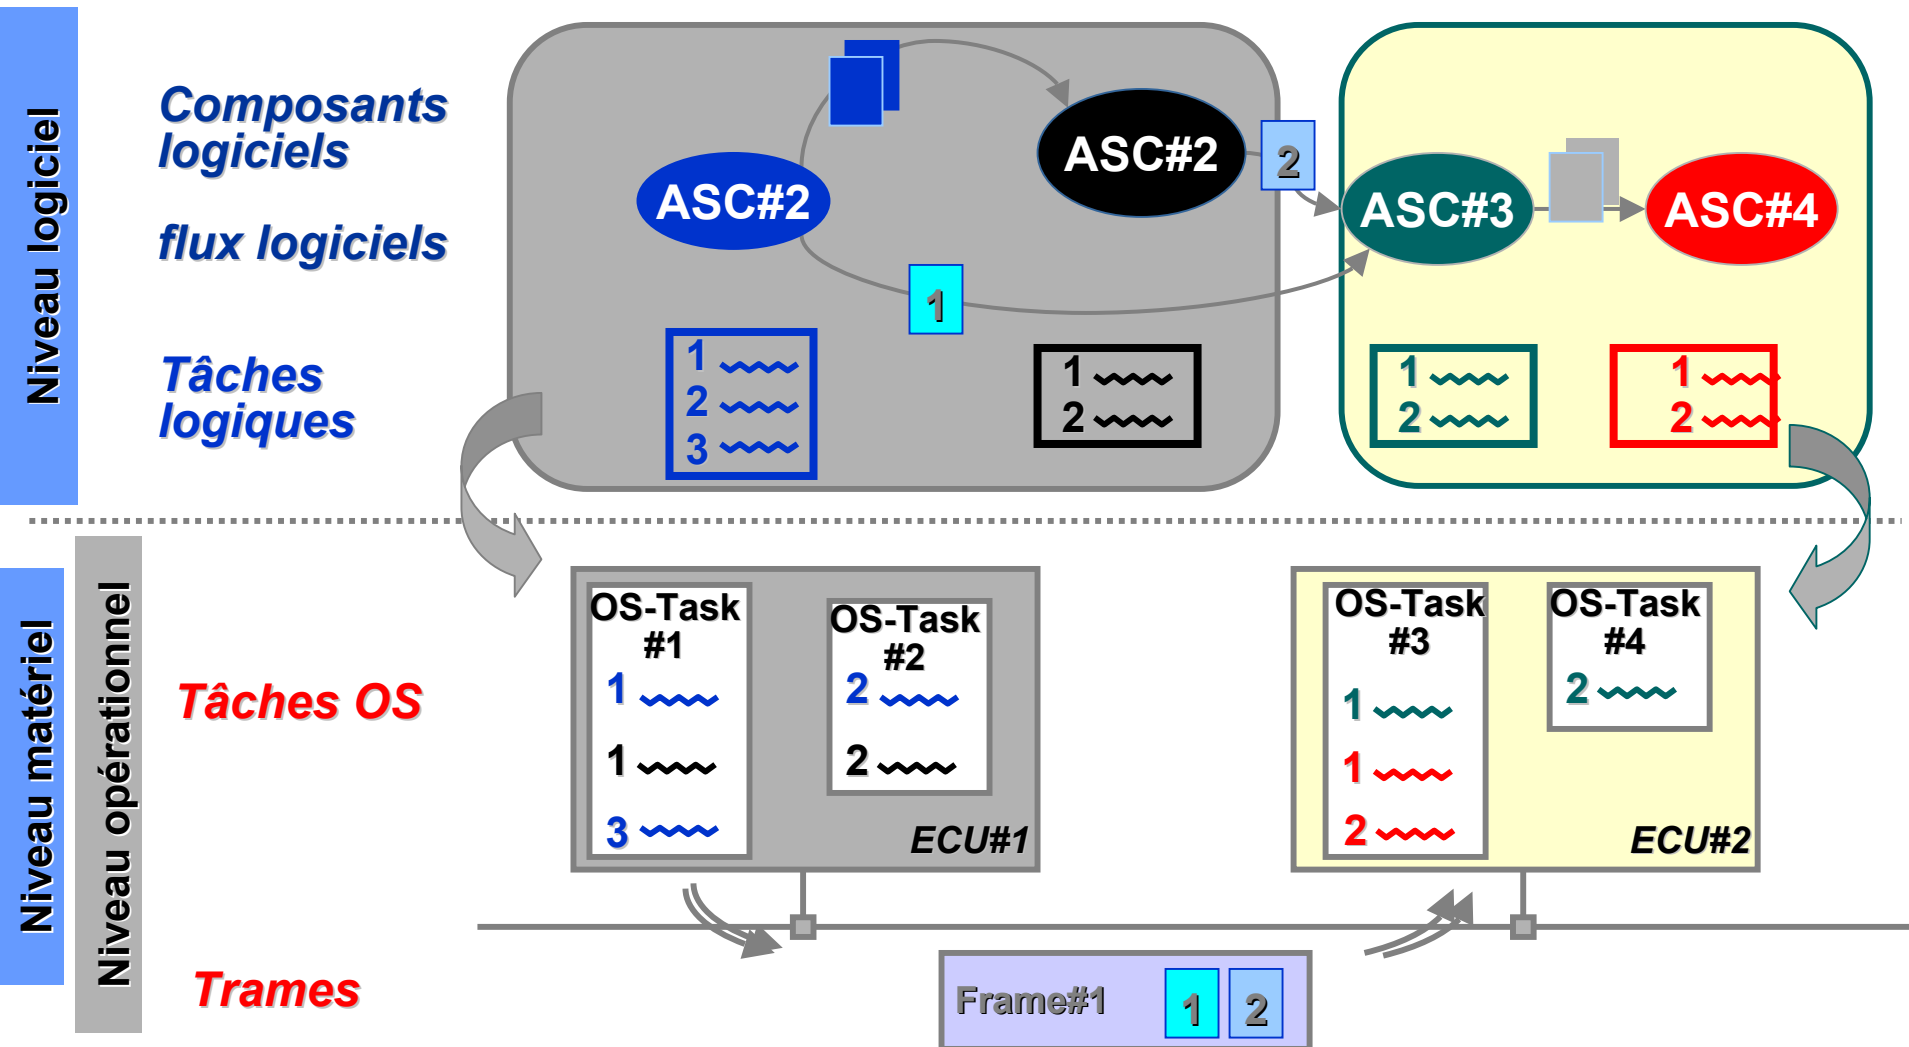 Niveau logiciel
Composants
logiciels
flux logiciels
Tâches
logiques
ASC#2
ASC#2
2
ASC#3
ASC#4
1
1
2
3
1
2
1
2
1
2
Niveau matériel
Niveau opérationnel
Tâches OS
Trames
OS-Task
#1
1
1
3
OS-Task
#2
2
2
ECU#1
OS-Task
#3
1
1
2
OS-Task
#4
2
ECU#2
Frame#1
1
2